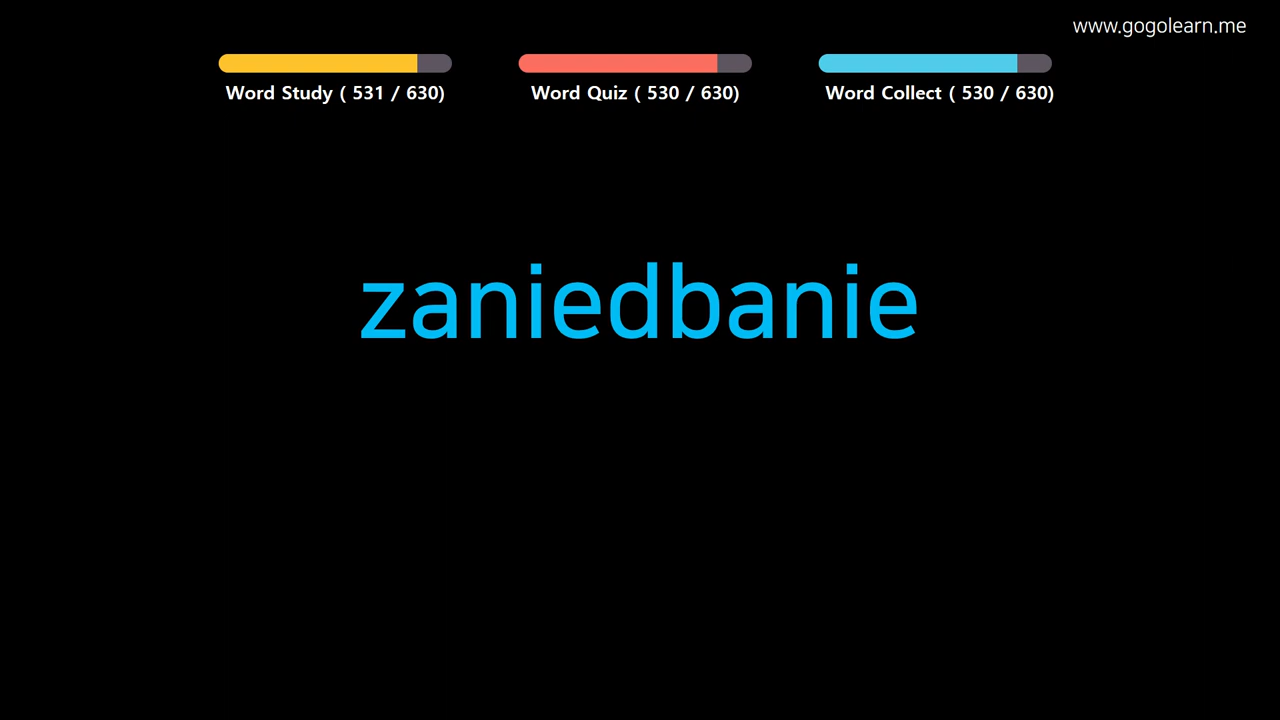 www.gogolearn.me
Word Study ( 531 / 630)
Word Quiz ( 530 / 630)
Word Collect ( 530 / 630)
zaniedbanie